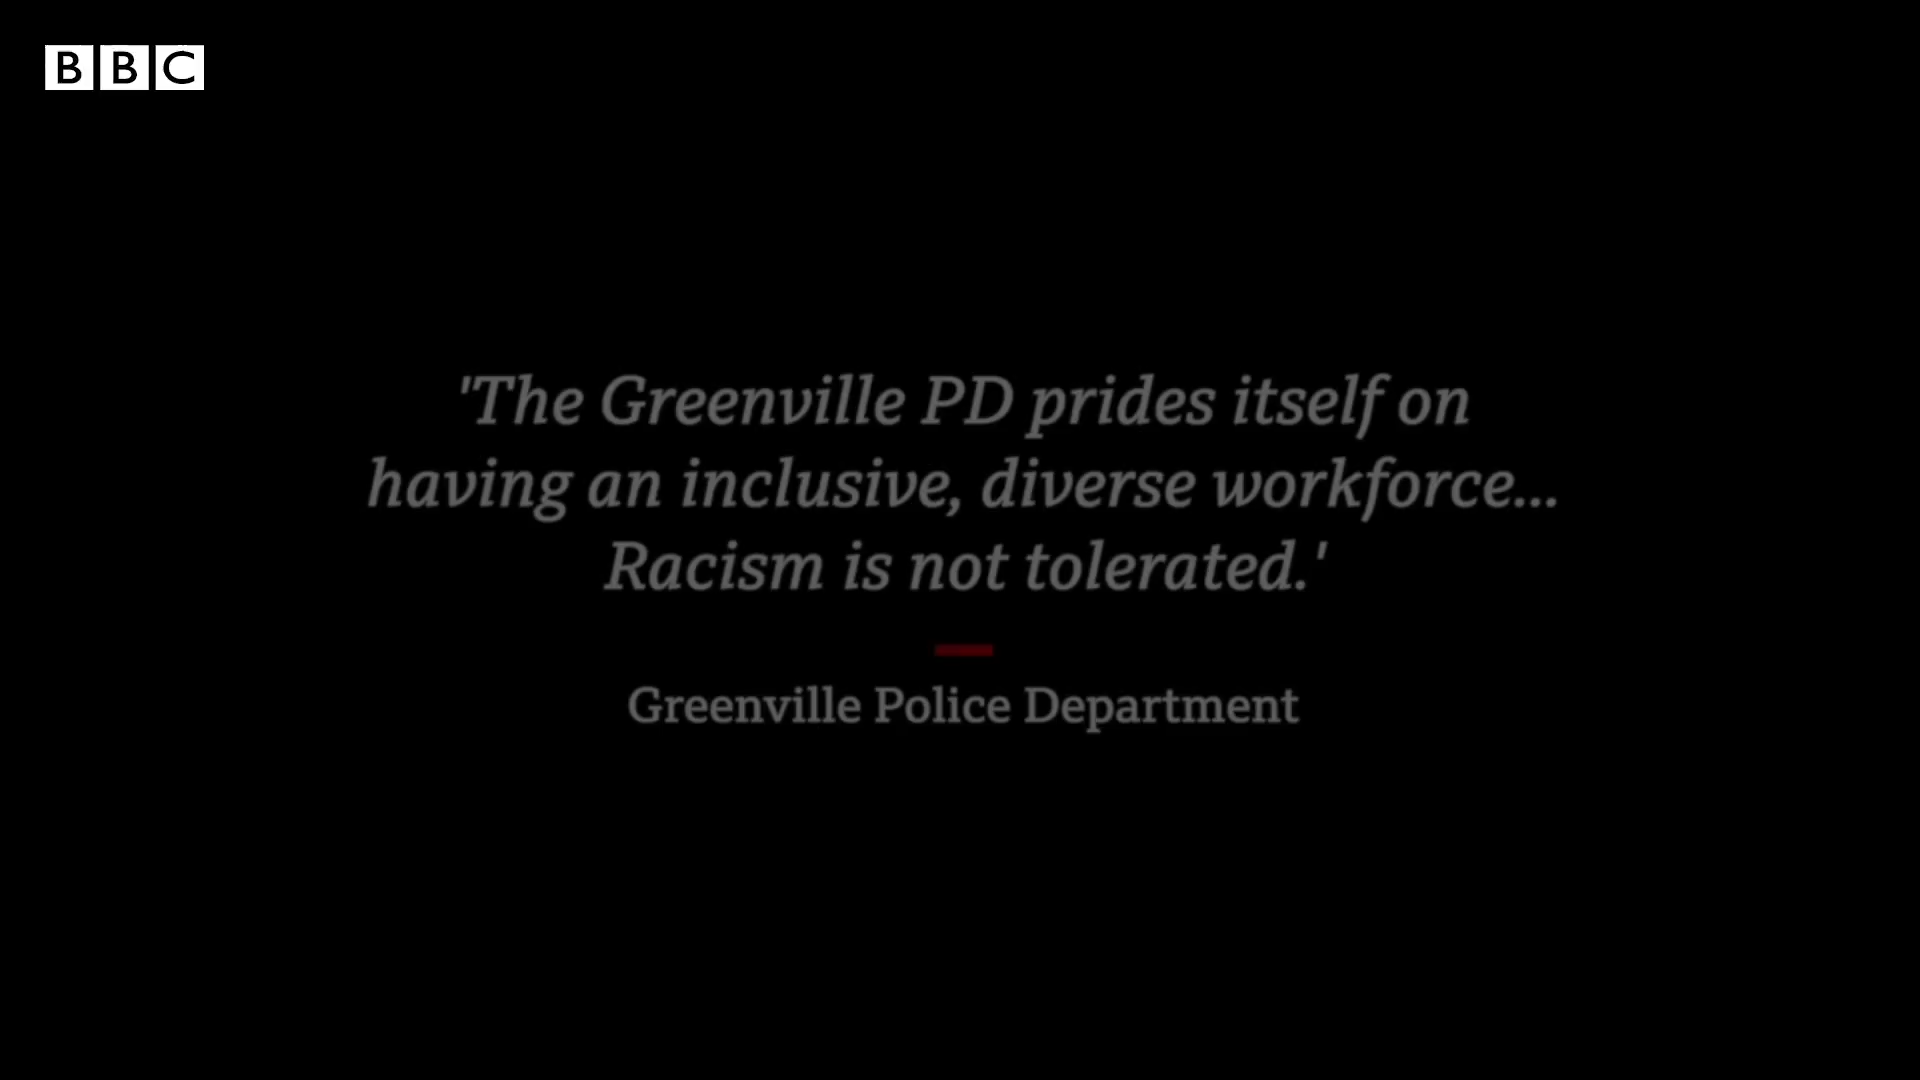 BBC
'The Greenville PD prides itself on
having an inclusive, diverse workforce...
Racism is not tolerated.'
Greenville Police Department